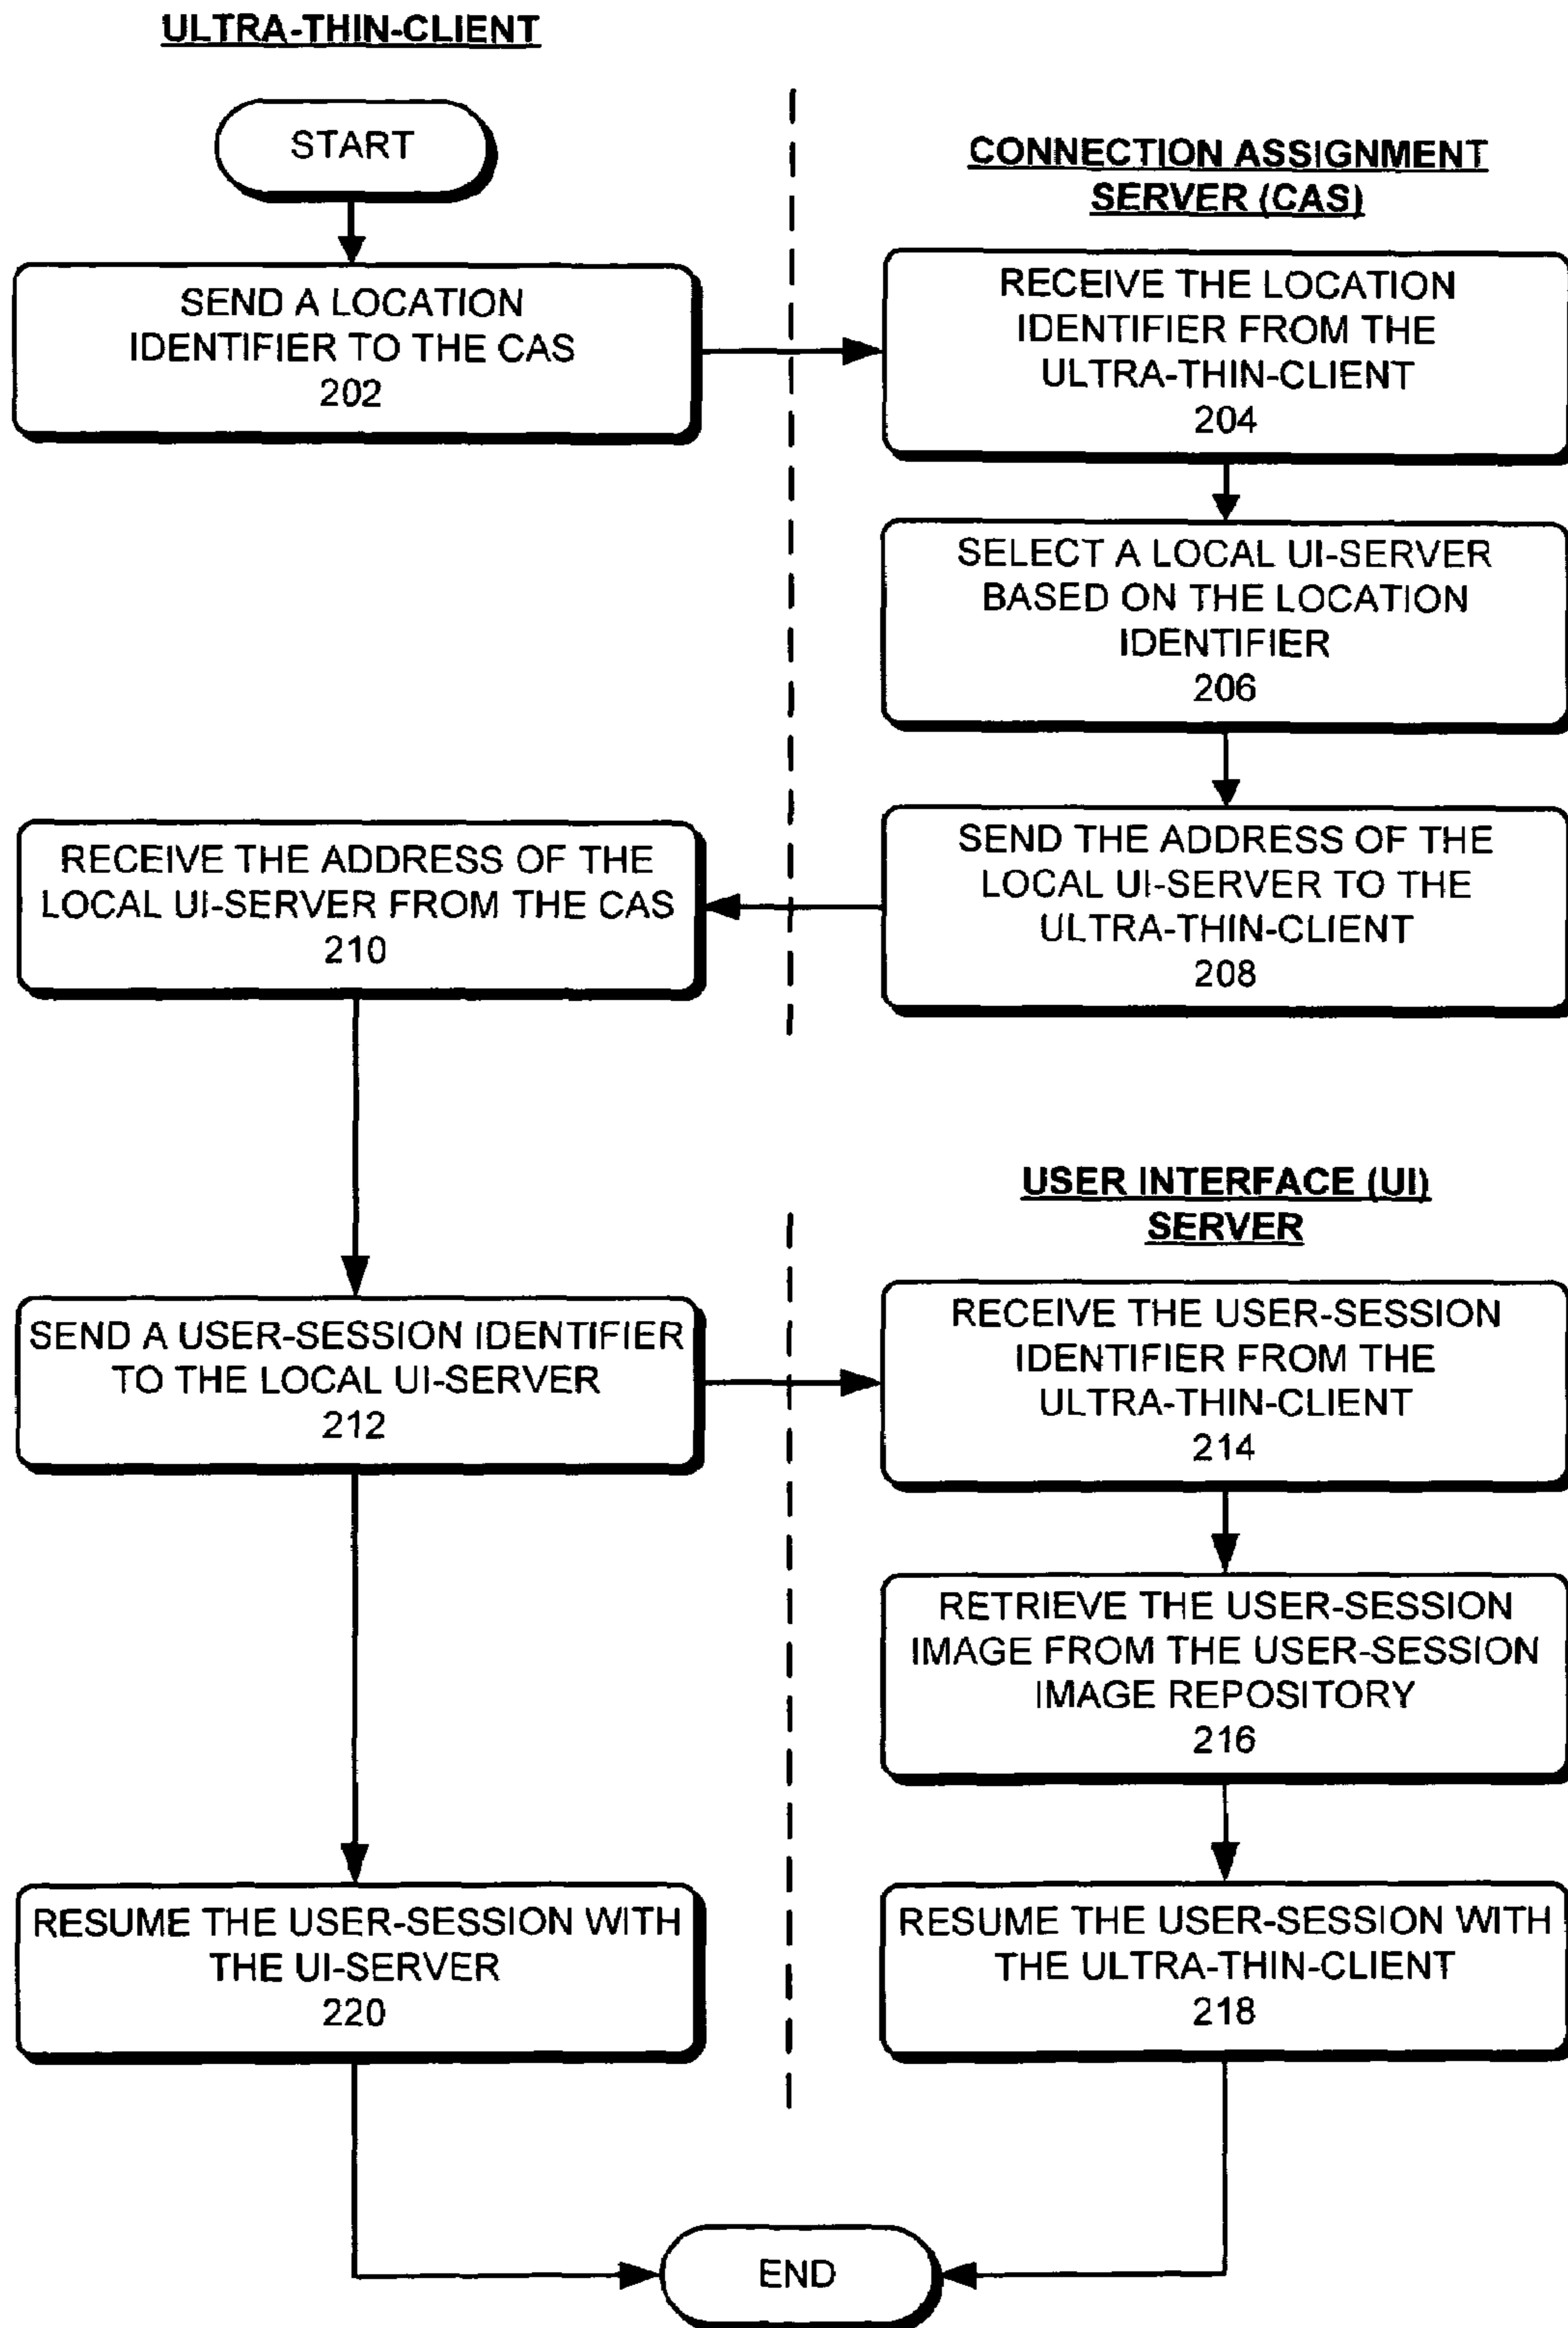 ULTRA-THIN-CLIENT
START
CONNECTION ASSIGNMENT
SERVER (CAS)
SEND A LOCATION
IDENTIFIER TO THE CAS
202
RECEIVE THE LOCATION
IDENTIFIER FROM THE
ULTRA-THIN-CLIENT
204
SELECT A LOCAL UI-SERVER
BASED ON THE LOCATION
IDENTIFIER
206
SEND THE ADDRESS OF THE
LOCAL UI-SERVER TO THE
ULTRA-THIN-CLIENT
208
RECEIVE THE ADDRESS OF THE
LOCAL UI-SERVER FROM THE CAS
210
USER INTERFACE (UI)
SERVER
SEND A USER-SESSION IDENTIFIER
TO THE LOCAL UI-SERVER
212
RECEIVE THE USER-SESSION
IDENTIFIER FROM THE
ULTRA-THIN-CLIENT
214
RETRIEVE THE USER-SESSION
IMAGE FROM THE USER-SESSION
IMAGE REPOSITORY
216
RESUME THE USER-SESSION WITH
THE UI-SERVER
220
RESUME THE USER-SESSION WITH
THE ULTRA-THIN-CLIENT
218
END